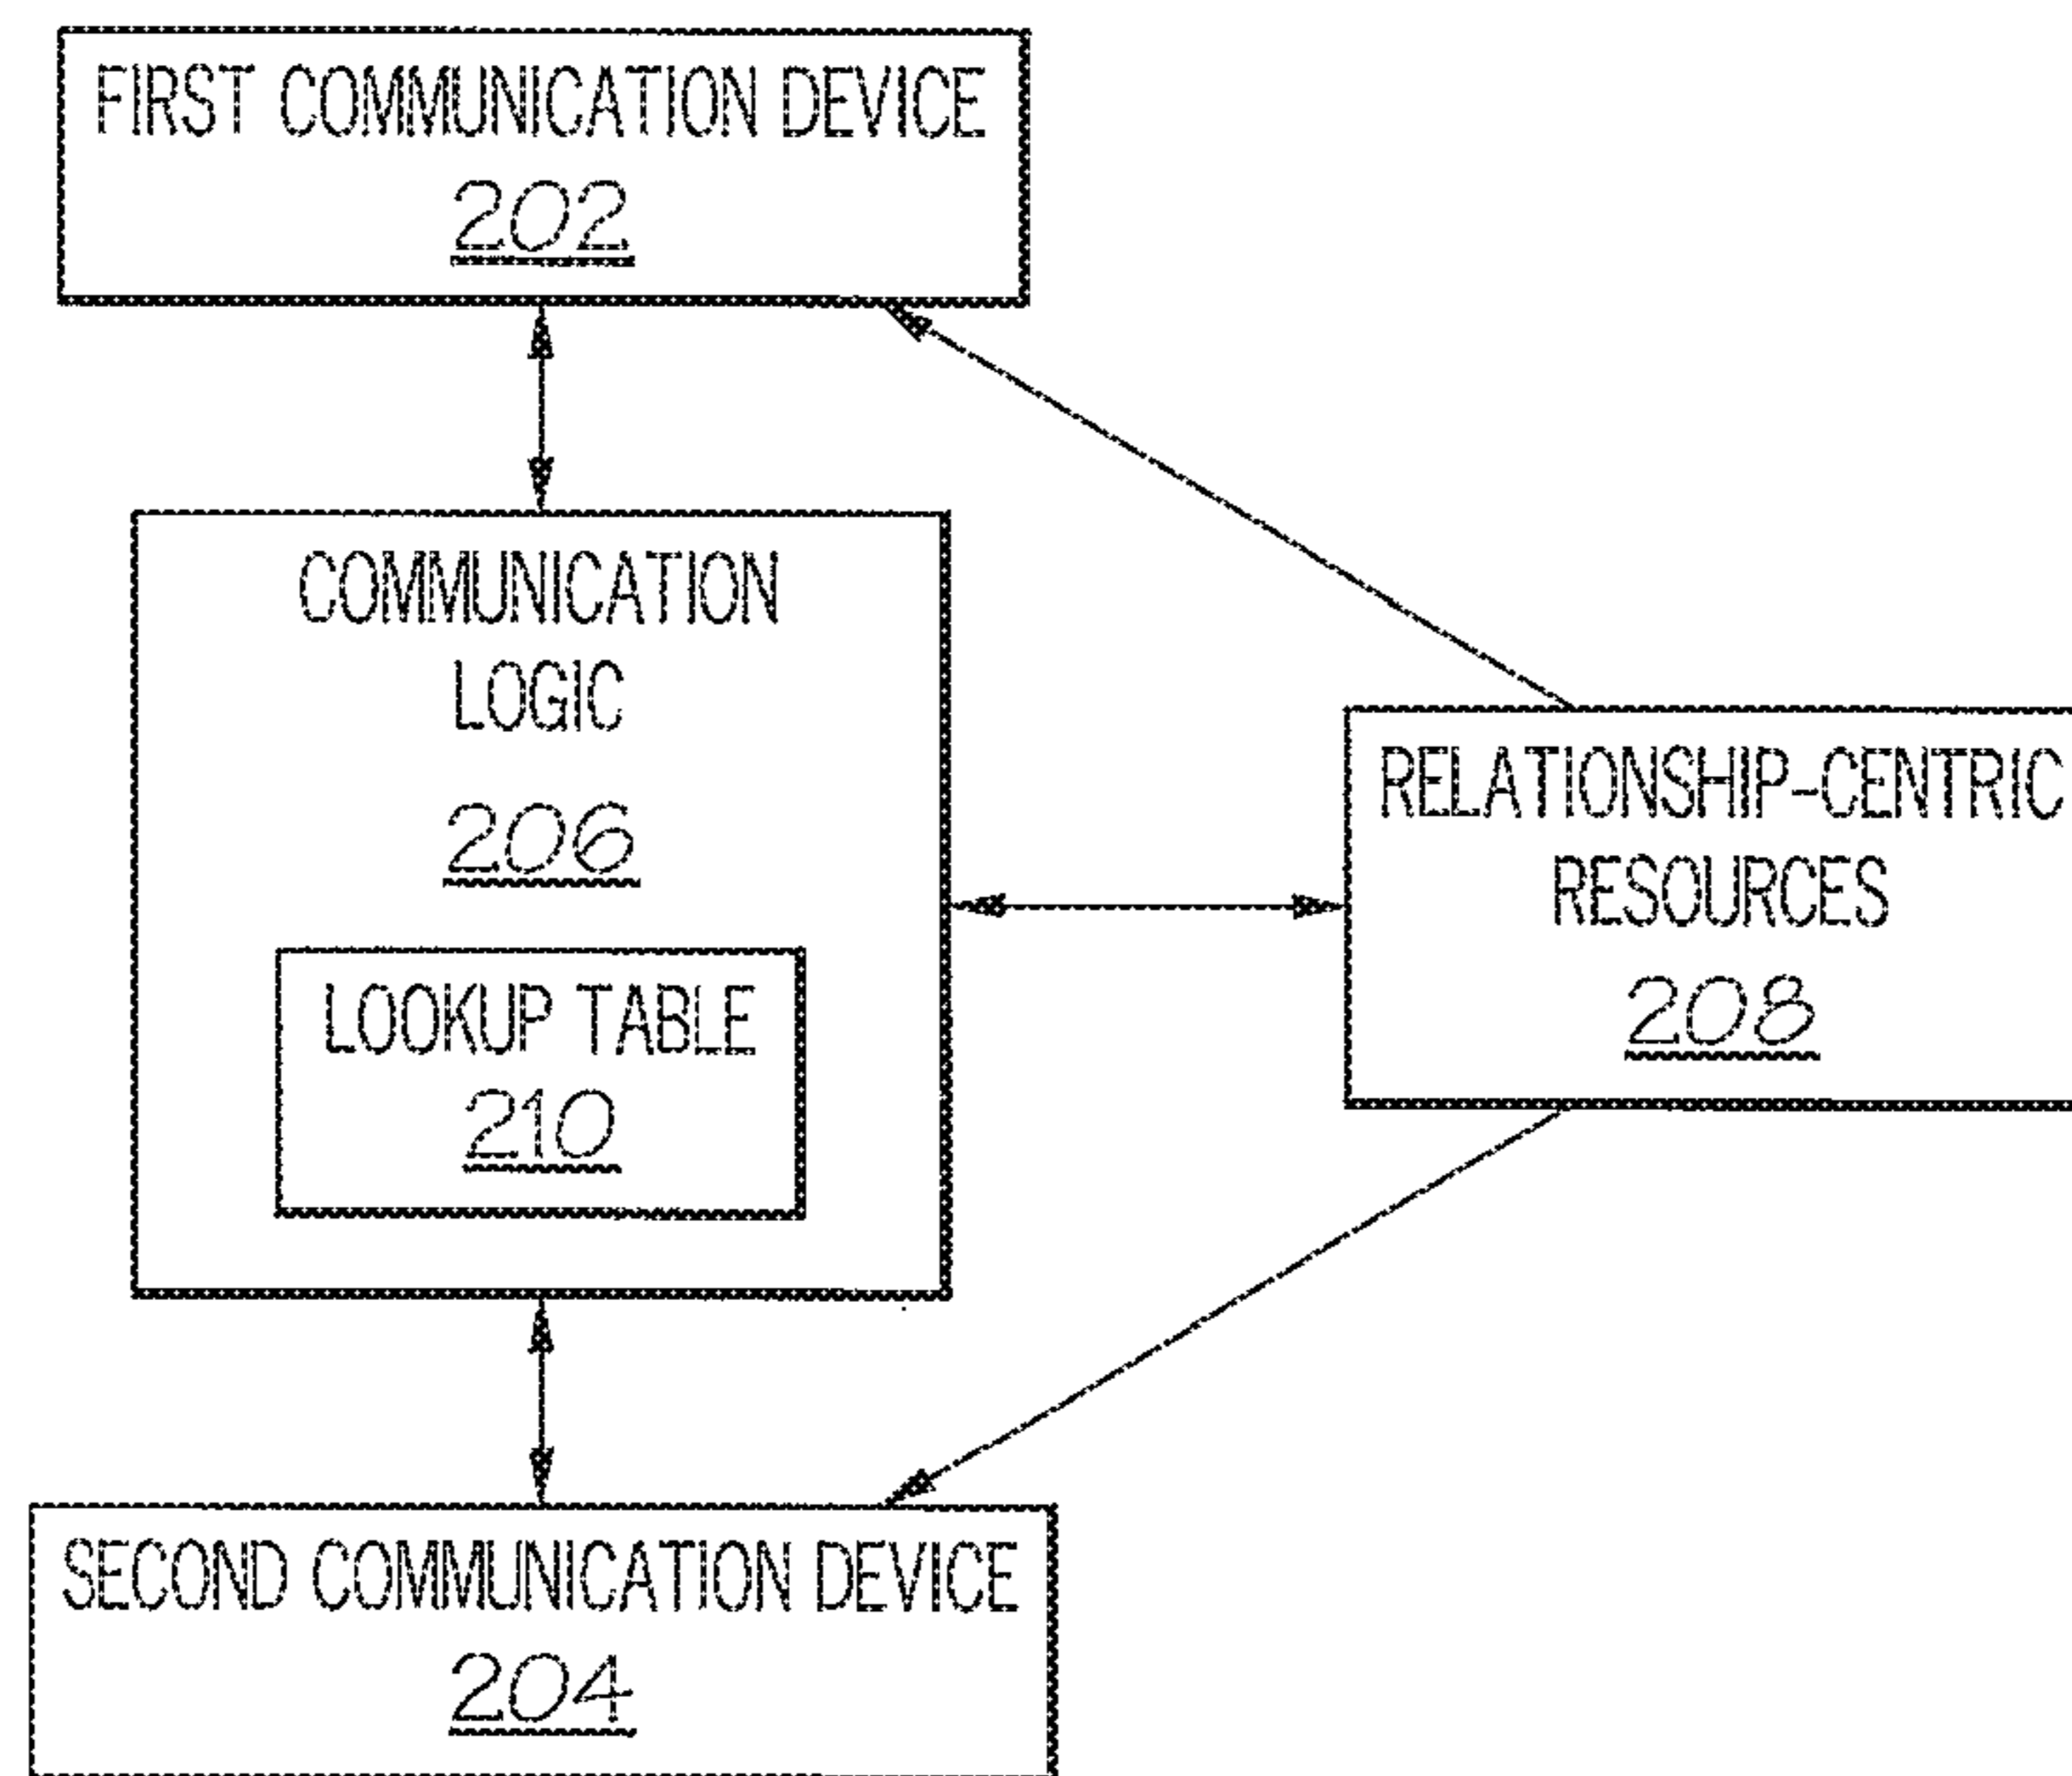 FIRST COMMUNICATION DEVICE
202
COMMUNICATION
LOGIC
206
LOOKUP TABLE
210
RELATIONSHIP-CENTRIC
RESOURCES
208
SECOND COMMUNICATION DEVICE
204